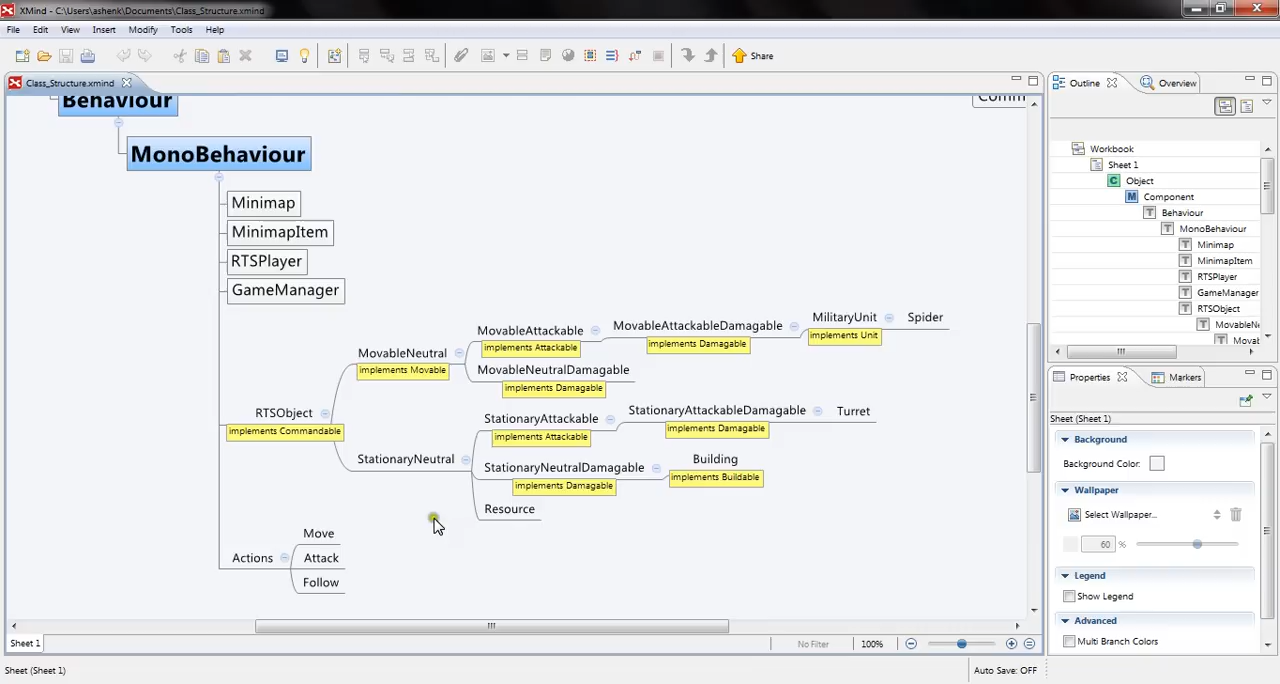 XMind - C:\Users\ashenk\Documents\Class_Structure.xmind
File Edit View Insert Modify Tools Help
Share
Class_Structure.xmind
Behaviour
MonoBehaviour
Minimap
MinimapItem
RTSPlayer
GameManager
RTSObject
implements Commandable
MovableNeutral
implements Movable
MovableAttackable
implements Attackable
MovableAttackableDamagable
implements Damagable
MilitaryUnit
implements Unit
Spider
MovableNeutralDamagable
implements Damagable
StationaryNeutral
StationaryAttackable
implements Attackable
StationaryAttackableDamagable
implements Damagable
Turret
StationaryNeutralDamagable
implements Damagable
Building
implements Buildable
Resource
Actions
Move
Attack
Follow
Sheet 1
No Filter
100%
Sheet (Sheet 1)
Auto Save: OFF
Outline
Overview
Workbook
Sheet 1
C Object
M Component
T Behaviour
T MonoBehaviour
T Minimap
T MinimapItem
T RTSPlayer
T GameManager
T RTSObject
T MovableNe
T Movab
Properties
Markers
Sheet (Sheet 1)
Background
Background Color:
Wallpaper
Select Wallpaper...
60 %
Legend
Show Legend
Advanced
Multi Branch Colors